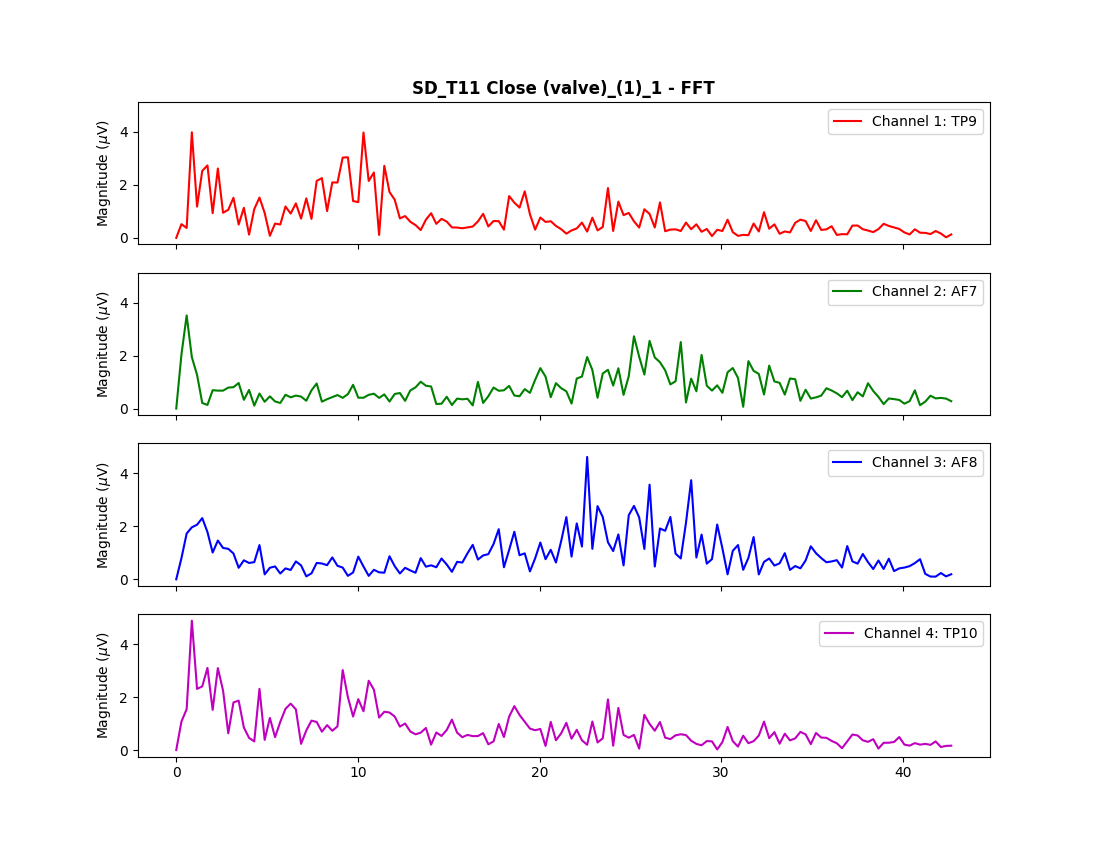 SD_T11 Close (valve)_(1)_1 - FFT
Magnitude (μV)
4
2
0
Channel 1: TP9
Magnitude (μV)
4
2
0
Channel 2: AF7
Magnitude (μV)
4
2
0
Channel 3: AF8
Magnitude (μV)
4
2
0
Channel 4: TP10
0 10 20 30 40